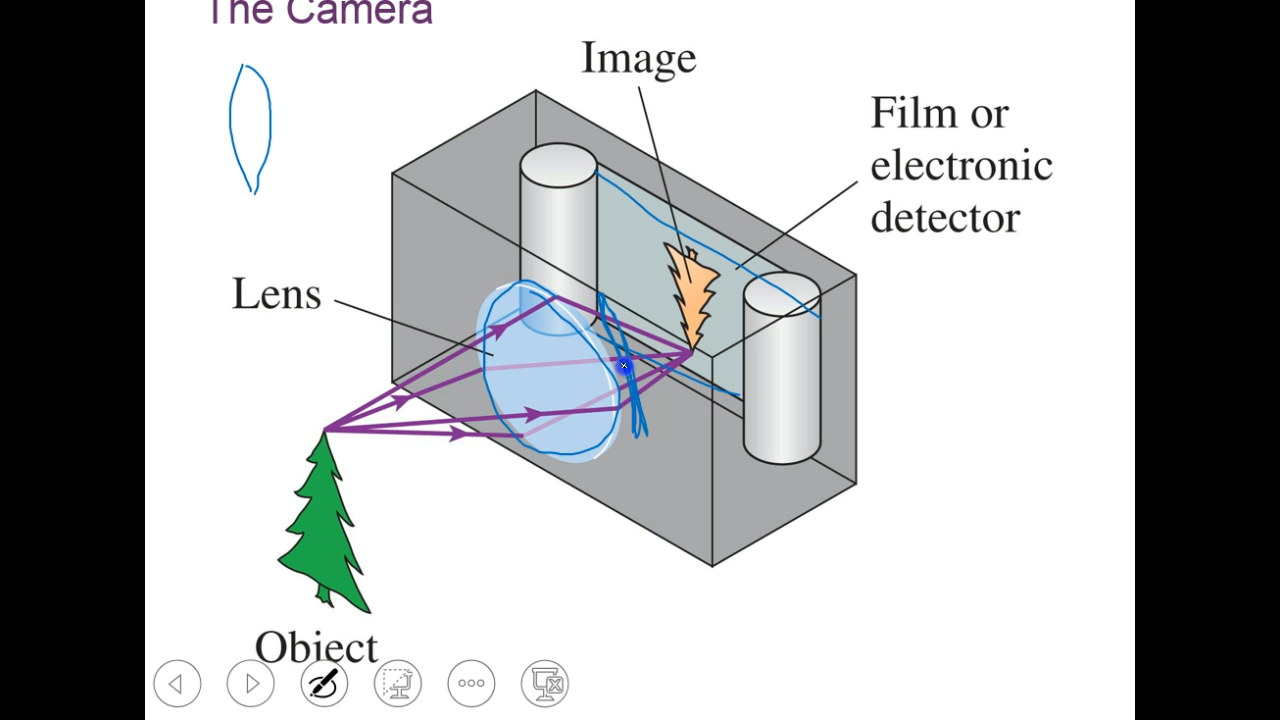 The Camera
Image
Film or
electronic
detector
Lens
Object